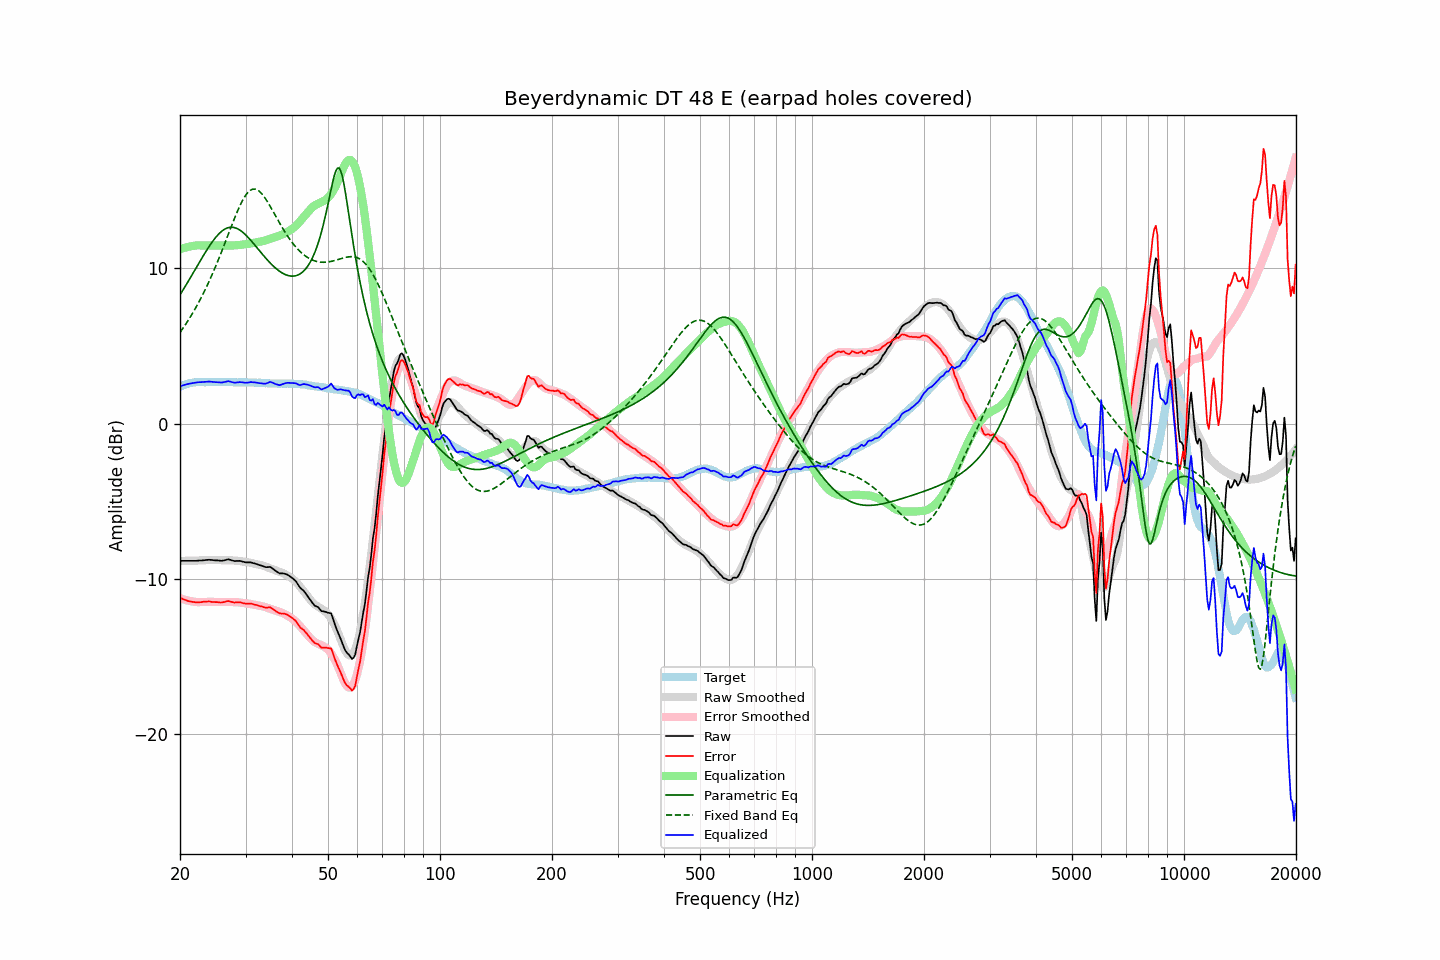 Beyerdynamic DT 48 E (earpad holes covered)
Amplitude (dBr)
10
0
−10
−20
Target
Raw Smoothed
Error Smoothed
Raw
Error
Equalization
Parametric Eq
Fixed Band Eq
Equalized
20 50 100 200 500 1000 2000 5000 10000 20000
Frequency (Hz)